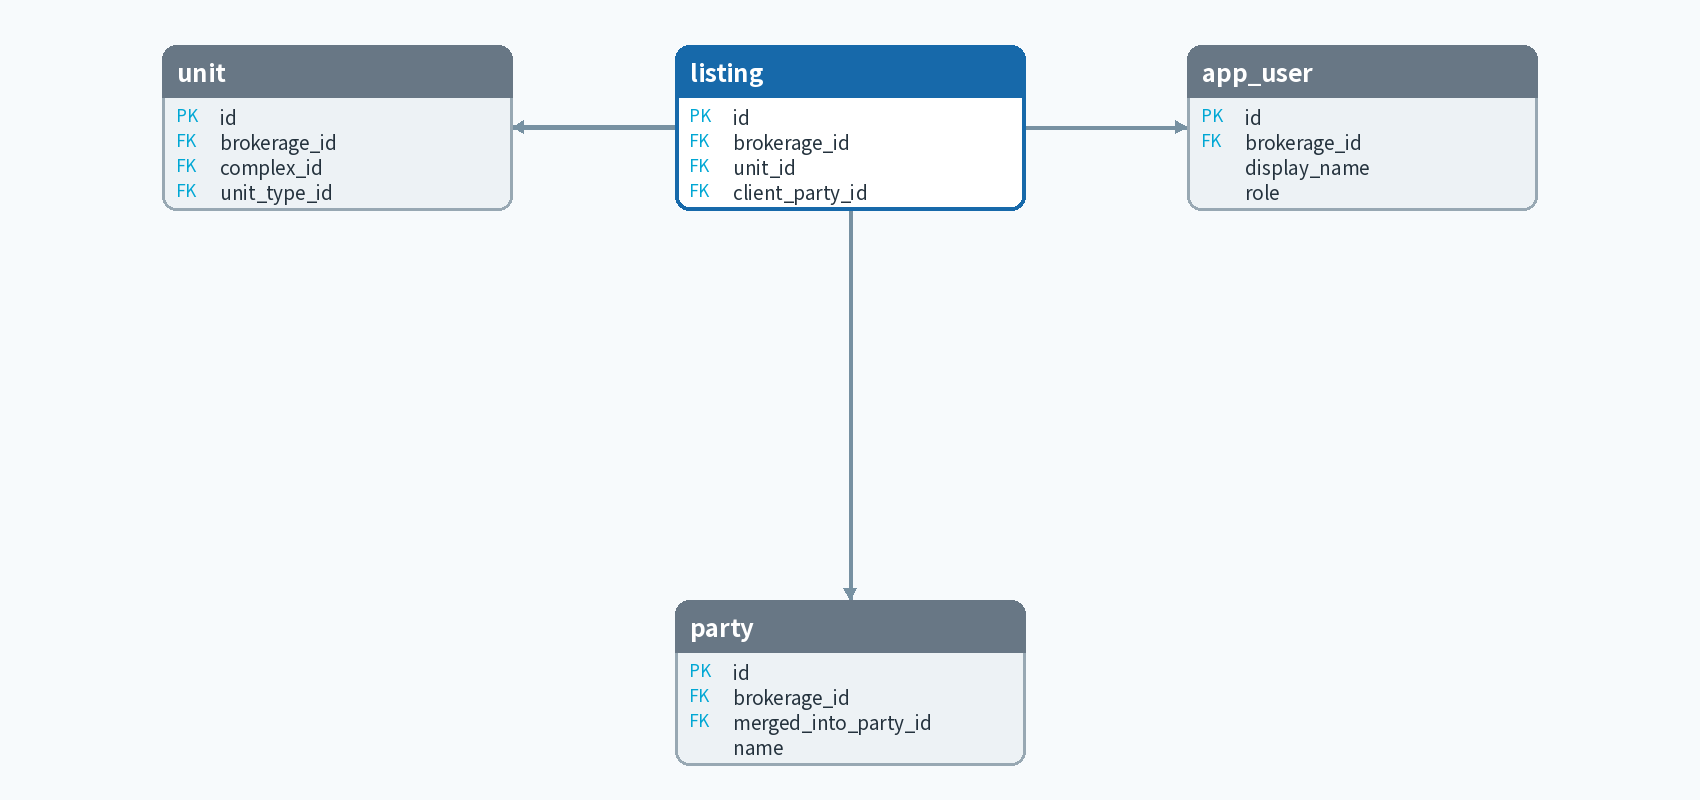 unit
PK id
FK brokerage_id
FK complex_id
FK unit_type_id
listing
PK id
FK brokerage_id
FK unit_id
FK client_party_id
app_user
PK id
FK brokerage_id
display_name
role
party
PK id
FK brokerage_id
FK merged_into_party_id
name